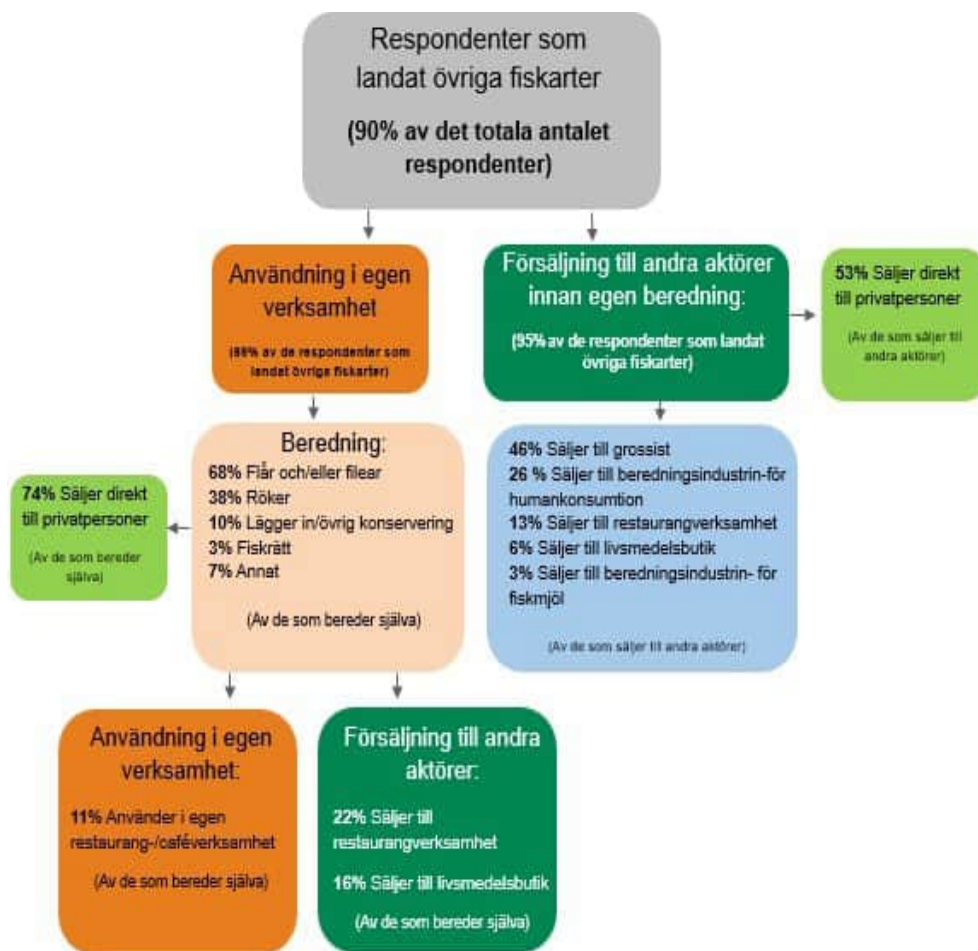 Respondenter som
landat övriga fiskarter
(90% av det totala antalet
respondenter)
Användning i egen
verksamhet
av de respondenter som
landat övriga fiskarter)
Försäljning till andra aktörer
innan egen beredning:
(95% av de respondenter som landat
övriga fiskarter)
53% Säljer direkt
till privatpersoner
(Av de som säljer till
andra aktörer)
Beredning:
68% Flår och/eller filear
38% Röker
10% Lägger in/övrig konservering
3% Fiskrätt
7% Annat
(Av de som bereder själva)
74% Säljer direkt
till privatpersoner
(Av de som bereder
själva)
46% Säljer till grossist
26 % Säljer till beredningsindustrin-för
humankonsumtion
13% Säljer till restaurangverksamhet
6% Säljer till livsmedelsbutik
3% Säljer till beredningsindustrin- för
fiskmjöl
(Av de som säljer till andra aktörer)
Användning i egen
verksamhet:
11% Använder i egen
restaurang-/caféverksamhet
(Av de som bereder själva)
Försäljning till andra
aktörer:
22% Säljer till
restaurangverksamhet
16% Säljer till livsmedelsbutik
(Av de som bereder själva)